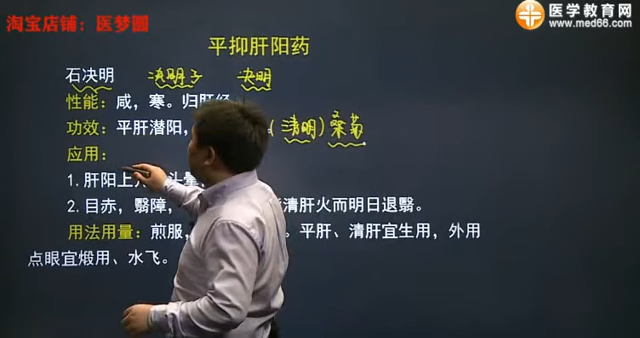 淘宝店铺：医梦圆
医学教育网
www.med66.com
平抑肝阳药
石决明 决明子 决明
性能：咸，寒。归肝经
功效：平肝潜阳， （清明）桑菊
应用：
1.肝阳上 头晕
2.目赤，翳障， 清肝火而明目退翳。
用法用量：煎服， 。平肝、清肝宜生用，外用
点眼宜煅用、水飞。